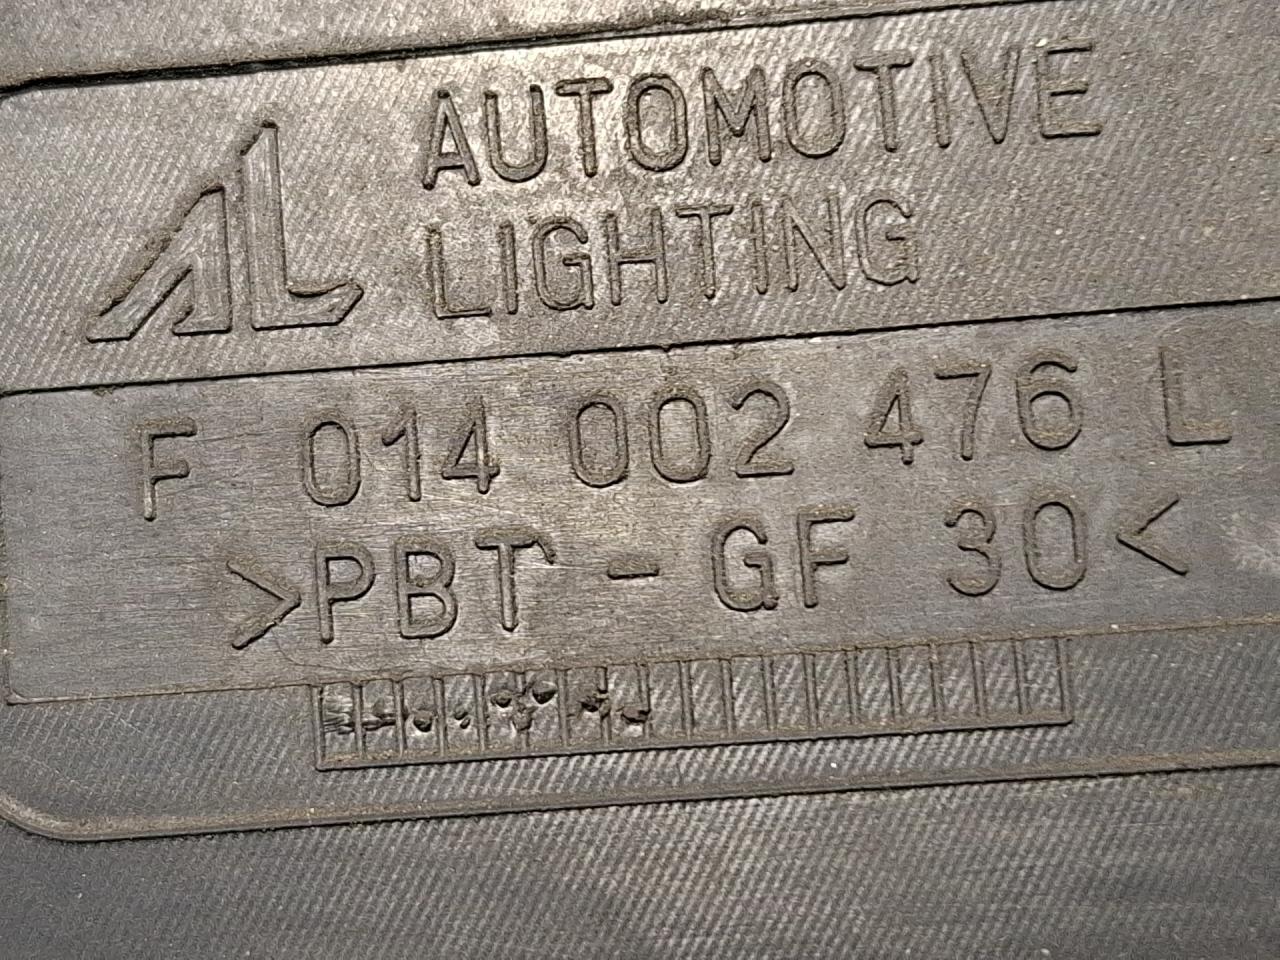 AL AUTOMOTIVE
LIGHTING
F 014 002 476 L
>PBT - GF 30<